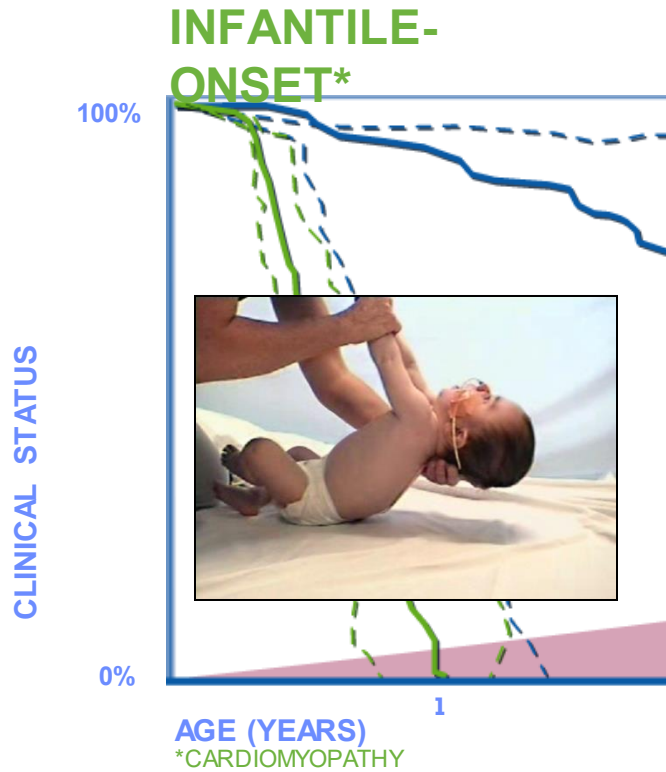 INFANTILE-
ONSET*
100%
CLINICAL STATUS
0%
1
AGE (YEARS)
*CARDIOMYOPATHY